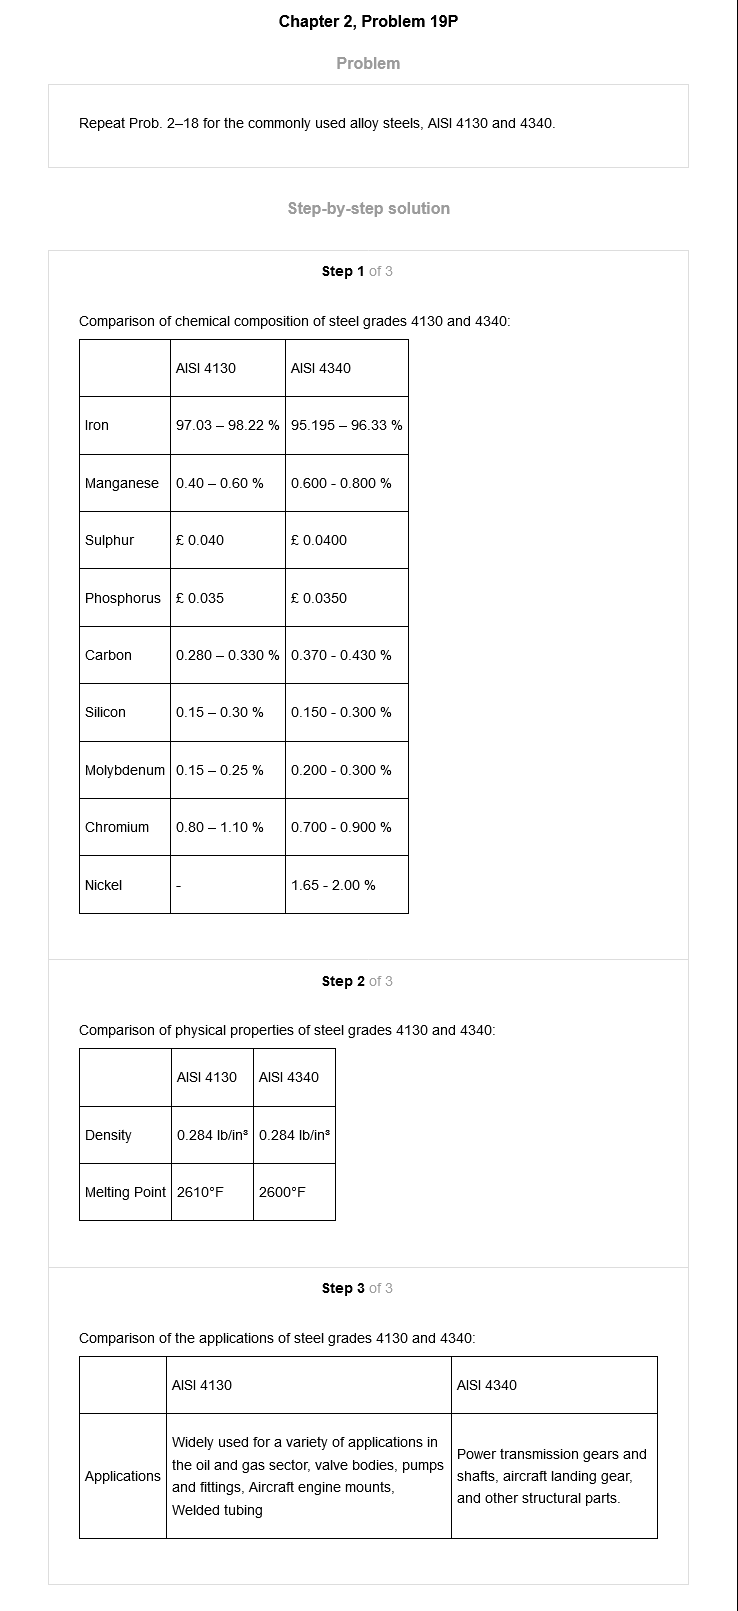 Chapter 2, Problem 19P
Problem
Repeat Prob. 2–18 for the commonly used alloy steels, AISI 4130 and 4340.
Step-by-step solution
Step 1 of 3
Comparison of chemical composition of steel grades 4130 and 4340:
AISI 4130 AISI 4340
Iron 97.03 – 98.22 % 95.195 – 96.33 %
Manganese 0.40 – 0.60 % 0.600 - 0.800 %
Sulphur £ 0.040 £ 0.0400
Phosphorus £ 0.035 £ 0.0350
Carbon 0.280 – 0.330 % 0.370 - 0.430 %
Silicon 0.15 – 0.30 % 0.150 - 0.300 %
Molybdenum 0.15 – 0.25 % 0.200 - 0.300 %
Chromium 0.80 – 1.10 % 0.700 - 0.900 %
Nickel - 1.65 - 2.00 %
Step 2 of 3
Comparison of physical properties of steel grades 4130 and 4340:
AISI 4130 AISI 4340
Density 0.284 lb/in³ 0.284 lb/in³
Melting Point 2610°F 2600°F
Step 3 of 3
Comparison of the applications of steel grades 4130 and 4340:
AISI 4130 AISI 4340
Applications
Widely used for a variety of applications in
the oil and gas sector, valve bodies, pumps
and fittings, Aircraft engine mounts,
Welded tubing
Power transmission gears and
shafts, aircraft landing gear,
and other structural parts.